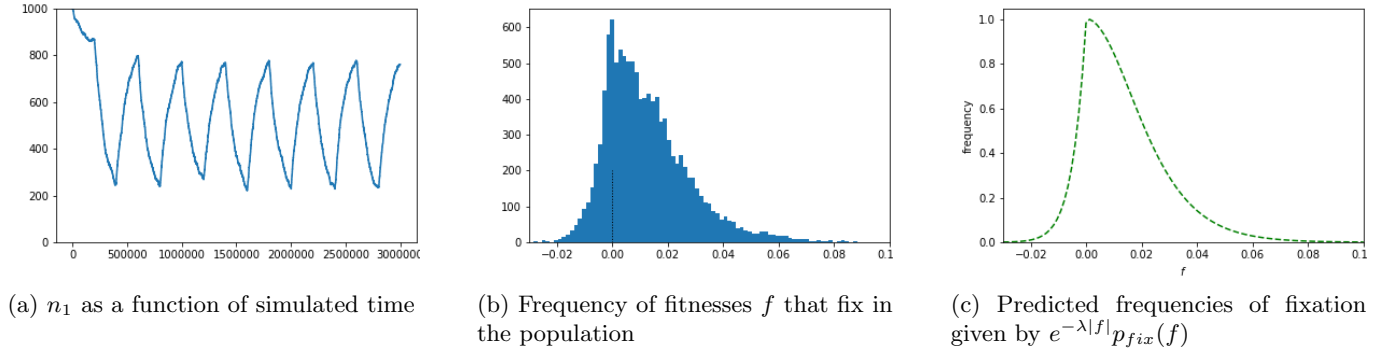 1000
800
600
400
200
0
0 500000 1000000 1500000 2000000 2500000 3000000
600
500
400
300
200
100
0
−0.02 0.00 0.02 0.04 0.06 0.08 0.1
1.0
0.8
0.6
0.4
0.2
0.0
frequency
−0.02 0.00 0.02 0.04 0.06 0.08 0.1
f
(a) n₁ as a function of simulated time
(b) Frequency of fitnesses f that fix in
the population
(c) Predicted frequencies of fixation
given by e^{−λ|f|}p_{fix}(f)